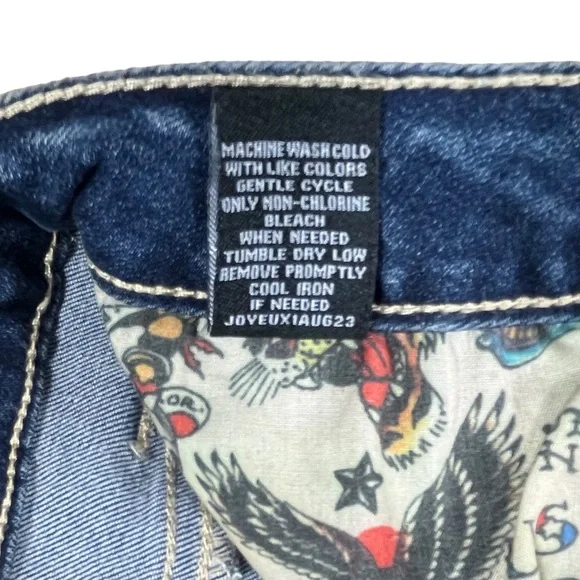 MACHINE WASH COLD
WITH LIKE COLORS
GENTLE CYCLE
ONLY NON-CHLORINE
BLEACH
WHEN NEEDED
TUMBLE DRY LOW
REMOVE PROMPTLY
COOL IRON
IF NEEDED
JOYEUX1AUG23
OR.